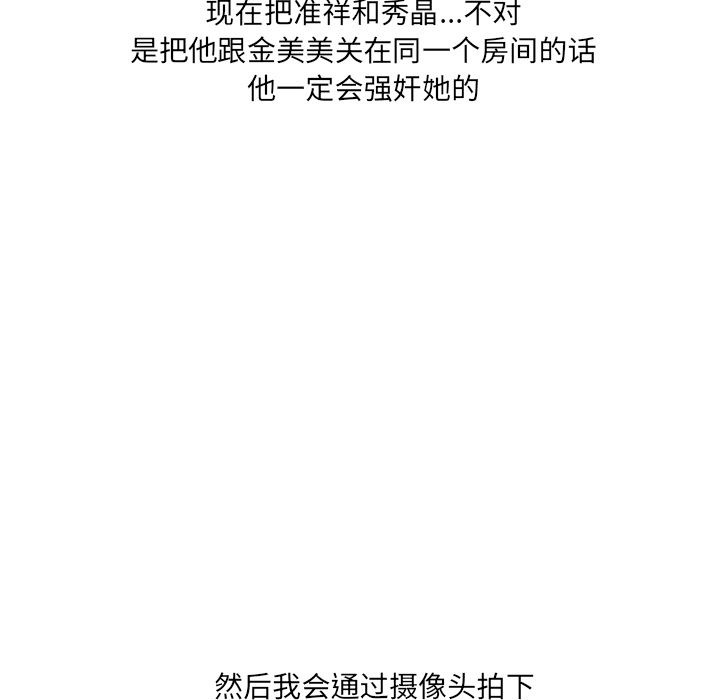 现在把准祥和秀晶...不对
是把他跟金美美关在同一个房间的话
他一定会强奸她的
然后我会通过摄像头拍下